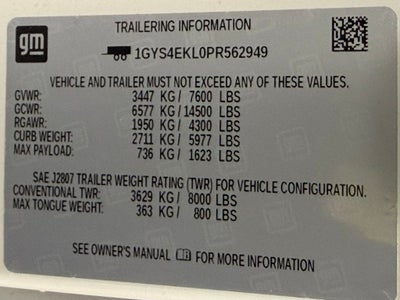 gm
TRAILERING INFORMATION
1GYS4EKL0PR562949
VEHICLE AND TRAILER MUST NOT EXCEED ANY OF THESE VALUES.
GVWR: 3447 KG / 7600 LBS
GCWR: 6577 KG / 14500 LBS
RGAWR: 1950 KG / 4300 LBS
CURB WEIGHT: 2711 KG / 5977 LBS
MAX PAYLOAD: 736 KG / 1623 LBS
SAE J2807 TRAILER WEIGHT RATING (TWR) FOR VEHICLE CONFIGURATION.
CONVENTIONAL TWR: 3629 KG / 8000 LBS
MAX TONGUE WEIGHT: 363 KG / 800 LBS
SEE OWNER'S MANUAL FOR MORE INFORMATION